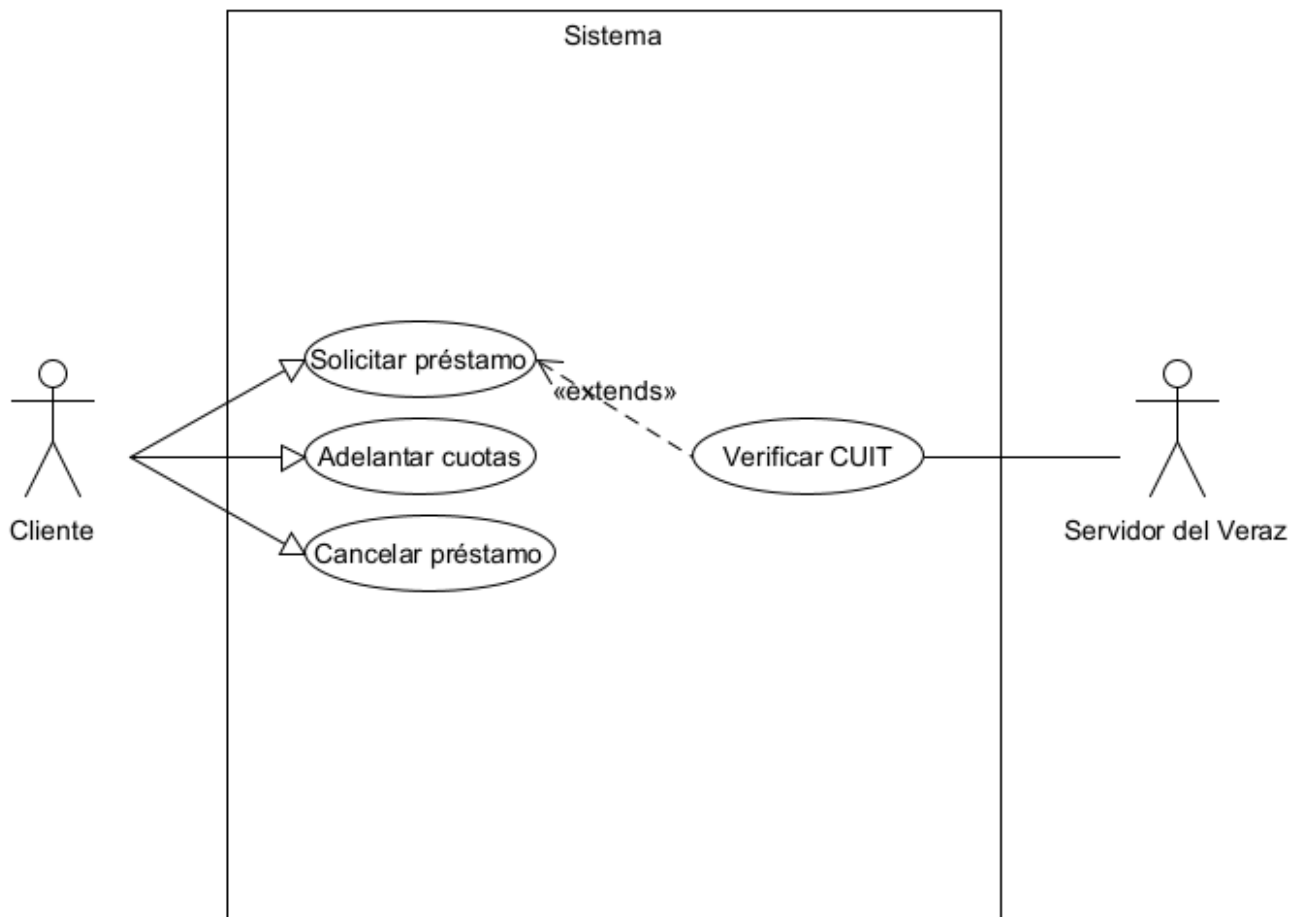 Sistema
Solicitar préstamo
«extends»
Adelantar cuotas
Verificar CUIT
Cliente
Cancelar préstamo
Servidor del Veraz